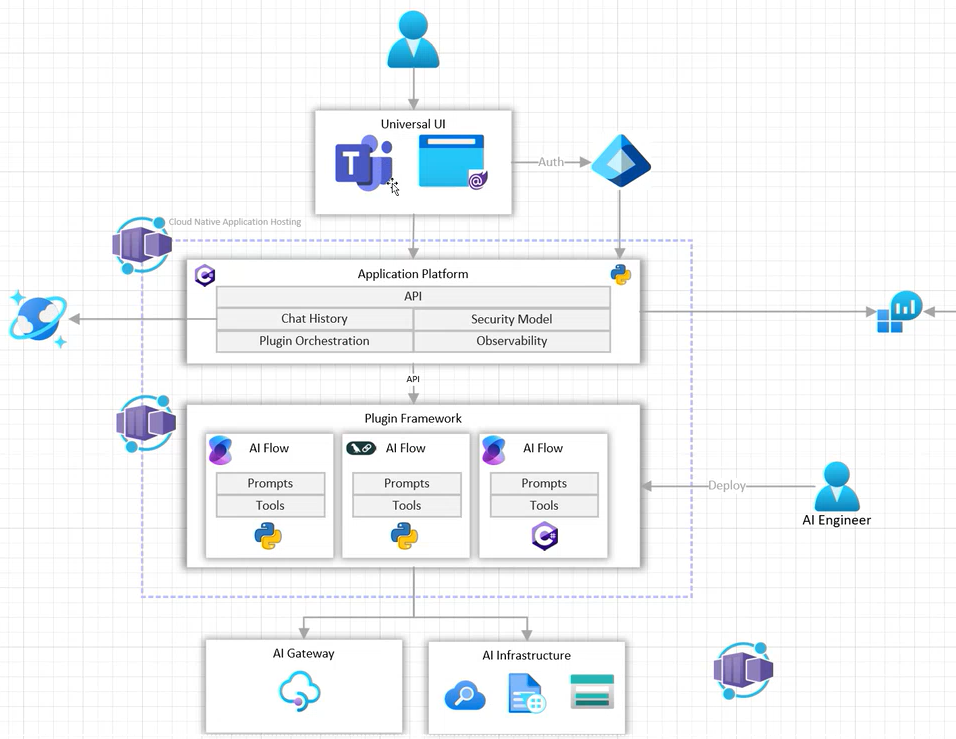 Universal UI
T
@
Auth
Cloud Native Application Hosting
Application Platform
C#
API
Chat History
Security Model
Plugin Orchestration
Observability
API
Plugin Framework
AI Flow
AI Flow
AI Flow
Prompts
Prompts
Prompts
Tools
Tools
Tools
C#
Deploy
AI Engineer
AI Gateway
AI Infrastructure